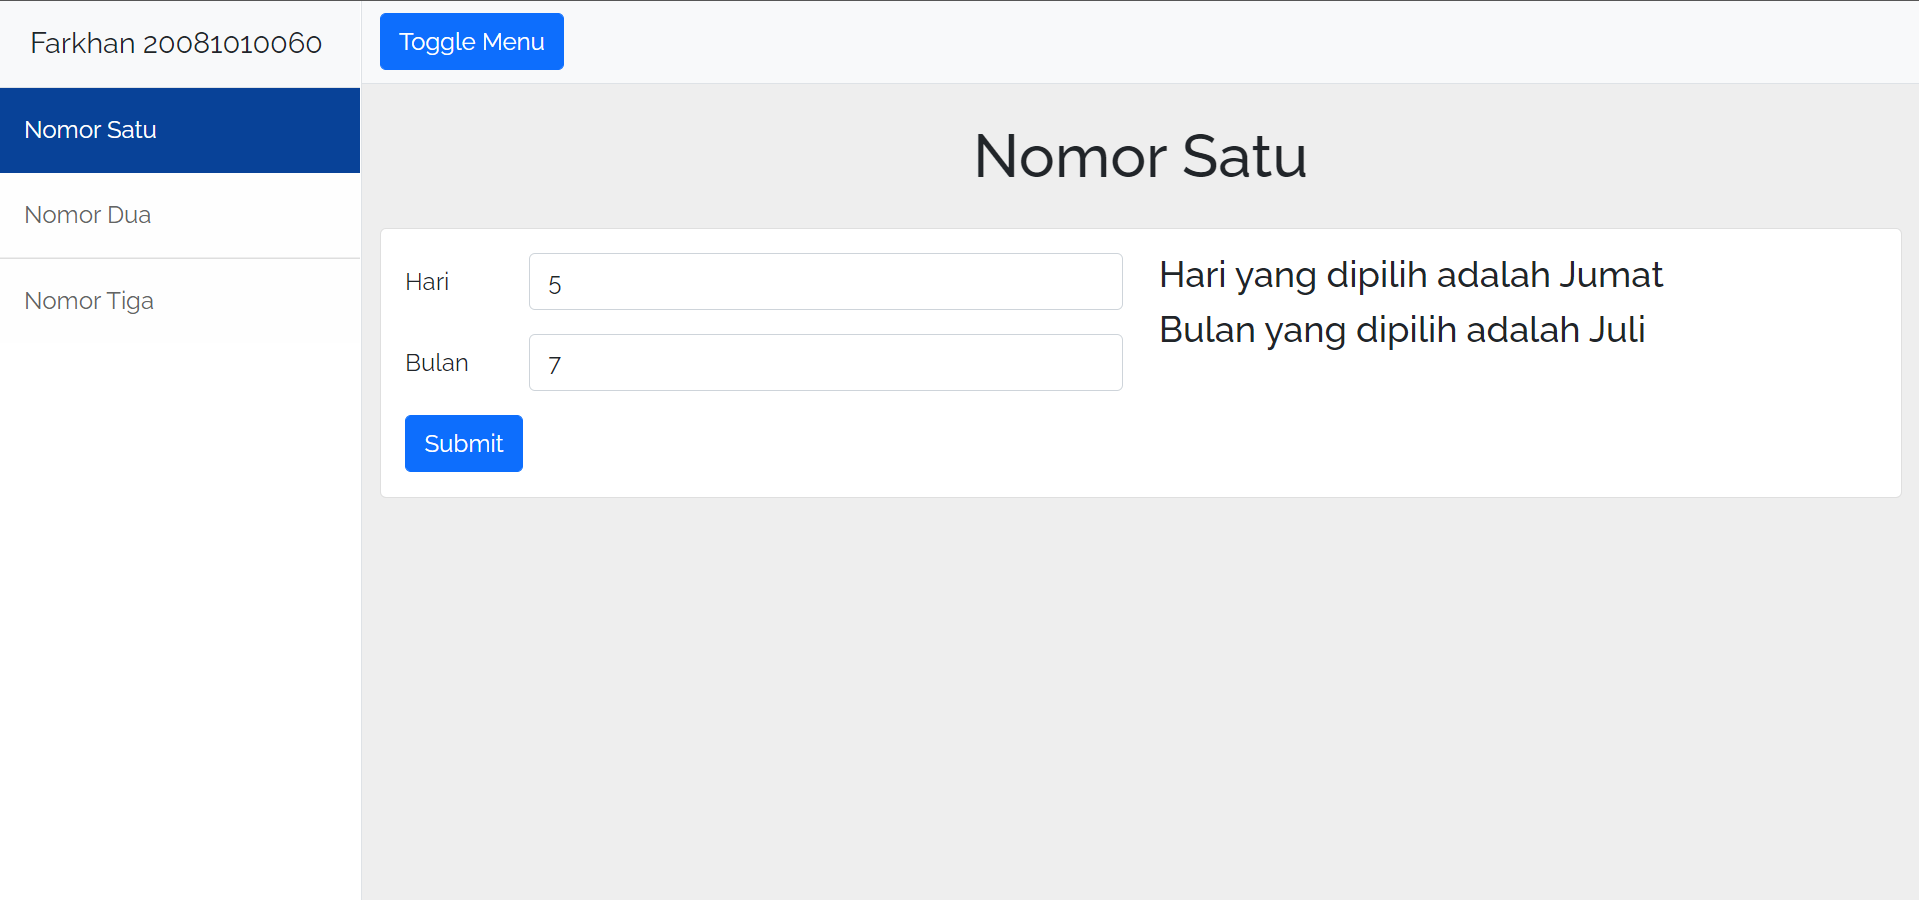 Farkhan 20081010060
Toggle Menu
Nomor Satu
Nomor Dua
Nomor Tiga
Nomor Satu
Hari
5
Bulan
7
Submit
Hari yang dipilih adalah Jumat
Bulan yang dipilih adalah Juli